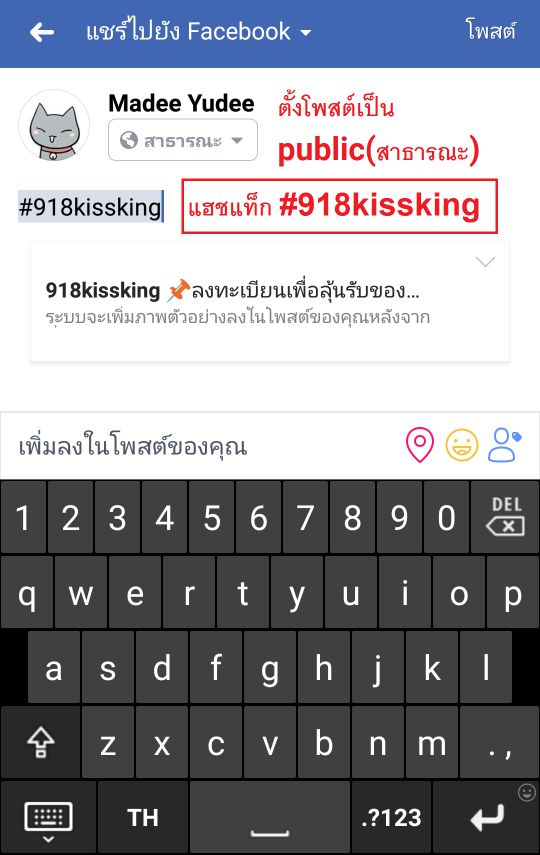 แชร์ไปยัง Facebook
โพสต์
Madee Yudee
สาธารณะ
ตั้งโพสต์เป็น
public(สาธารณะ)
#918kissking
แฮชแท็ก #918kissking
918kissking 📌ลงทะเบียนเพื่อลุ้นรับของ...
ระบบจะเพิ่มภาพตัวอย่างลงในโพสต์ของคุณหลังจาก
เพิ่มลงในโพสต์ของคุณ
1 2 3 4 5 6 7 8 9 0 DEL
q w e r t y u i o p
a s d f g h j k l
z x c v b n m . ,
TH .?123